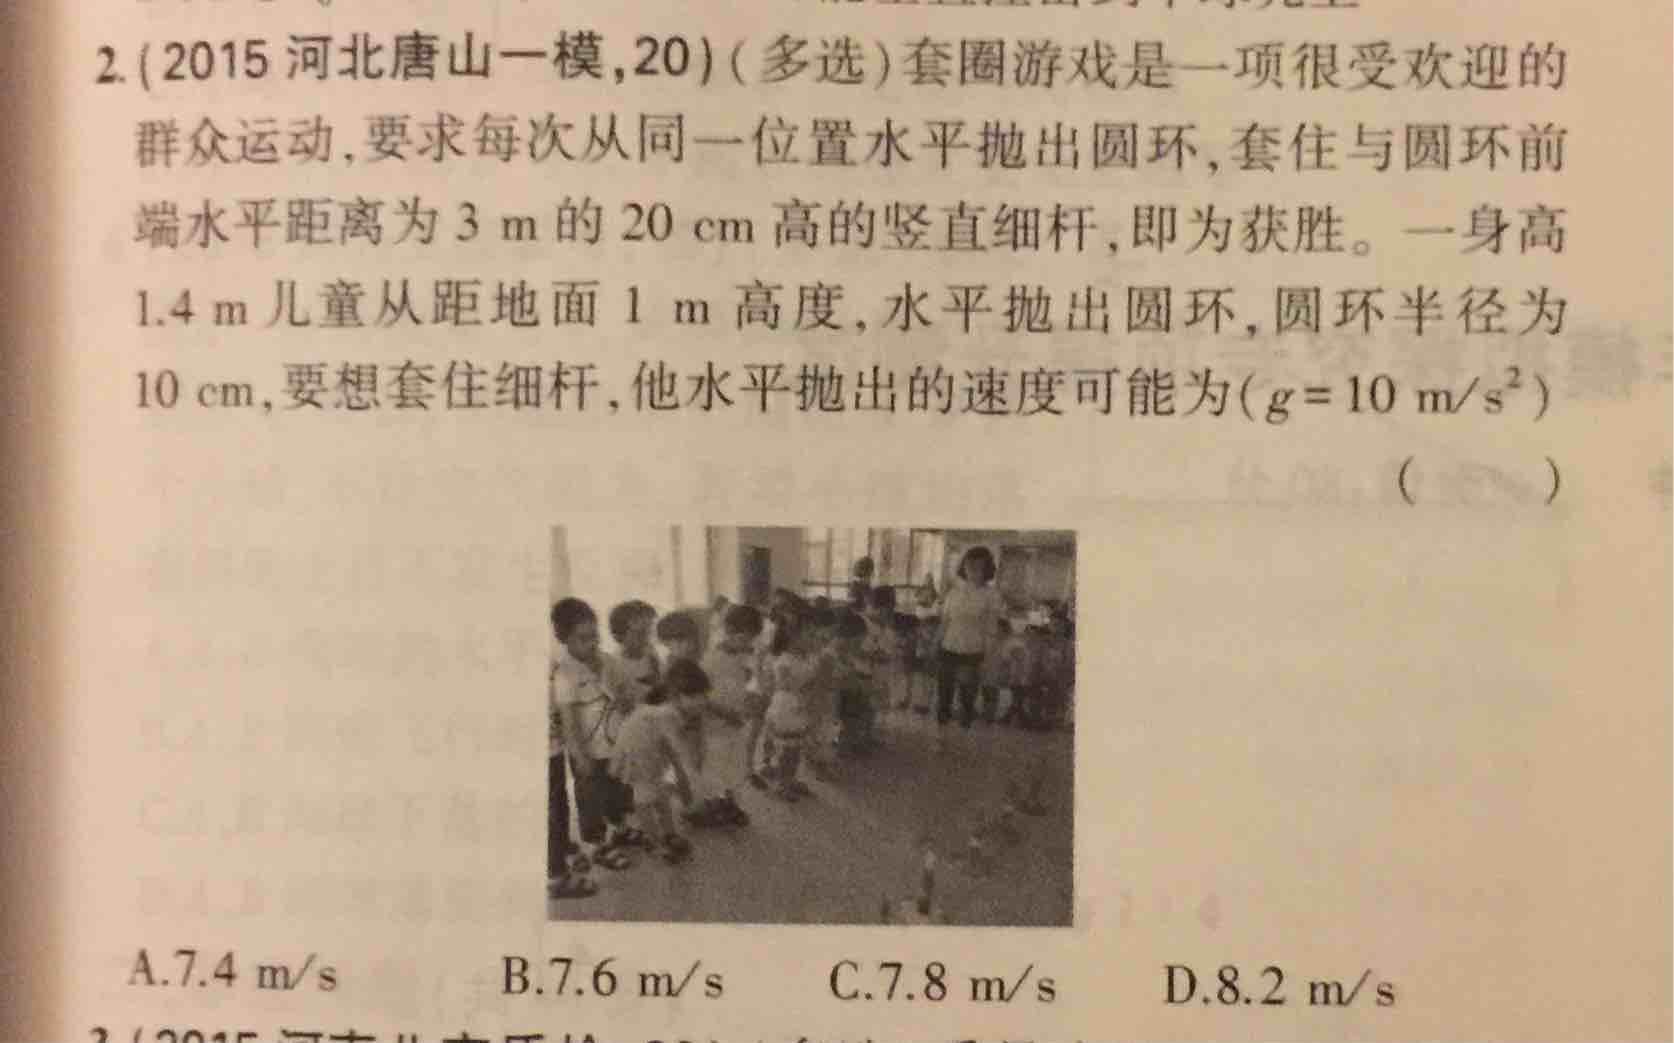 2.(2015 河北唐山一模,20)(多选)套圈游戏是一项很受欢迎的
群众运动,要求每次从同一位置水平抛出圆环,套住与圆环前
端水平距离为 3 m 的 20 cm 高的竖直细杆,即为获胜。一身高
1.4 m 儿童从距地面 1 m 高度,水平抛出圆环,圆环半径为
10 cm,要想套住细杆,他水平抛出的速度可能为(g=10 m/s²)
( )
A.7.4 m/s B.7.6 m/s C.7.8 m/s D.8.2 m/s